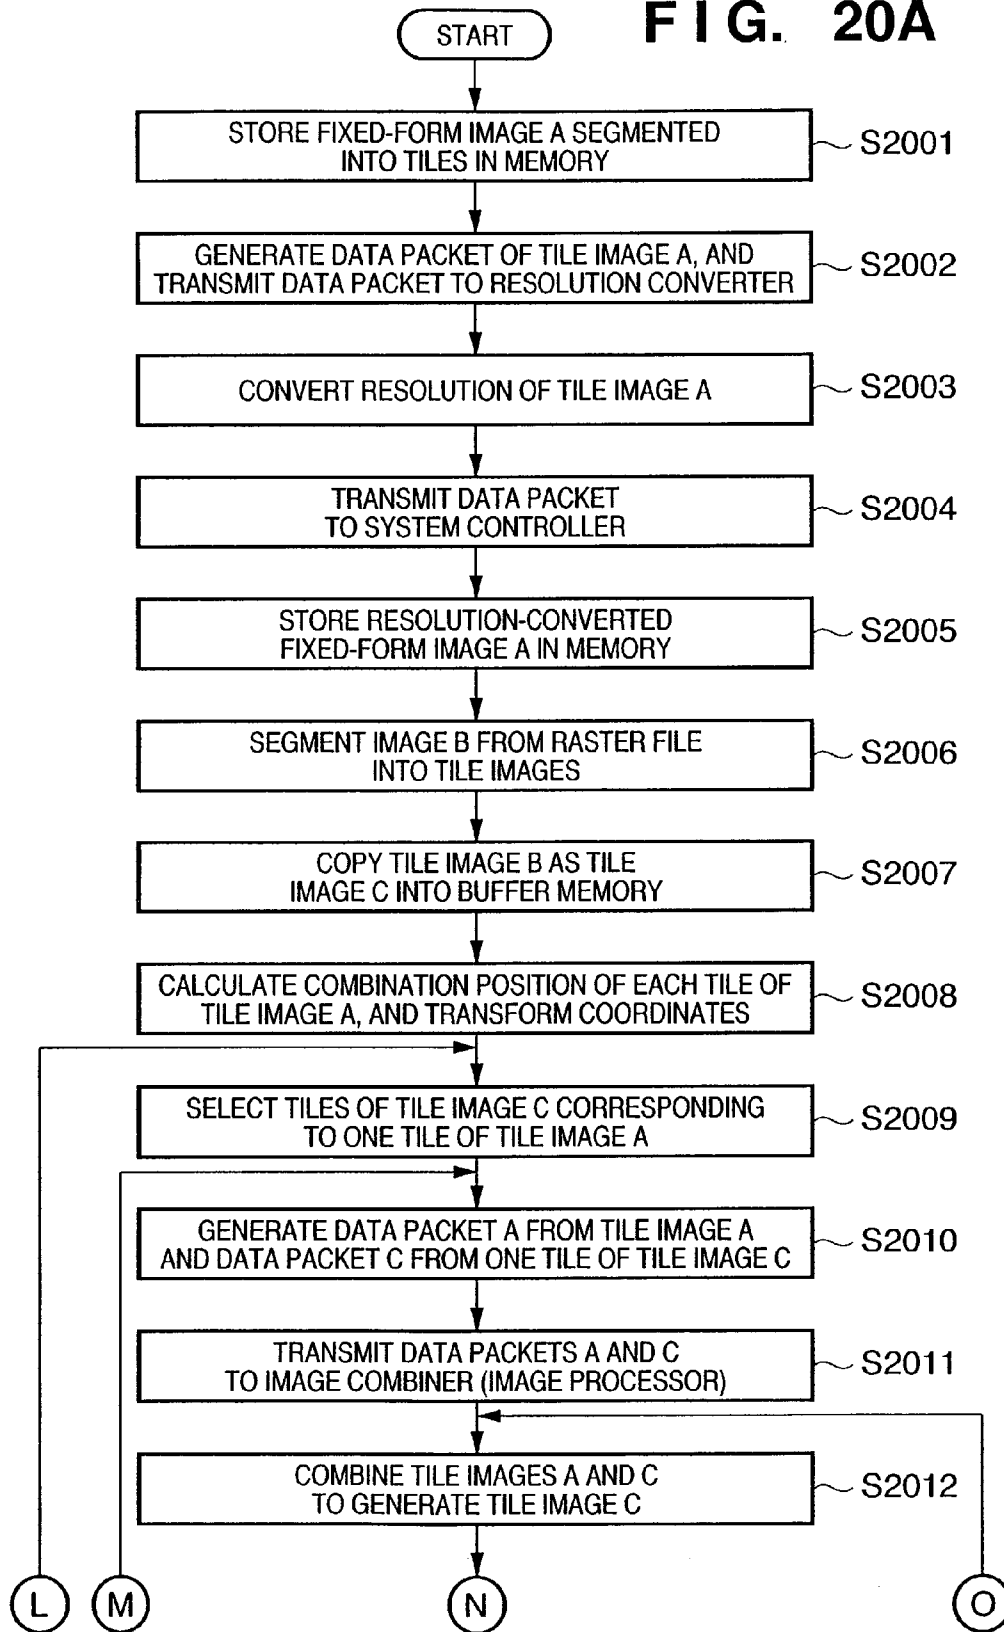 FIG. 20A
START
STORE FIXED-FORM IMAGE A SEGMENTED
INTO TILES IN MEMORY
S2001
GENERATE DATA PACKET OF TILE IMAGE A, AND
TRANSMIT DATA PACKET TO RESOLUTION CONVERTER
S2002
CONVERT RESOLUTION OF TILE IMAGE A
S2003
TRANSMIT DATA PACKET
TO SYSTEM CONTROLLER
S2004
STORE RESOLUTION-CONVERTED
FIXED-FORM IMAGE A IN MEMORY
S2005
SEGMENT IMAGE B FROM RASTER FILE
INTO TILE IMAGES
S2006
COPY TILE IMAGE B AS TILE
IMAGE C INTO BUFFER MEMORY
S2007
CALCULATE COMBINATION POSITION OF EACH TILE OF
TILE IMAGE A, AND TRANSFORM COORDINATES
S2008
SELECT TILES OF TILE IMAGE C CORRESPONDING
TO ONE TILE OF TILE IMAGE A
S2009
GENERATE DATA PACKET A FROM TILE IMAGE A
AND DATA PACKET C FROM ONE TILE OF TILE IMAGE C
S2010
TRANSMIT DATA PACKETS A AND C
TO IMAGE COMBINER (IMAGE PROCESSOR)
S2011
COMBINE TILE IMAGES A AND C
TO GENERATE TILE IMAGE C
S2012
L
M
N
O